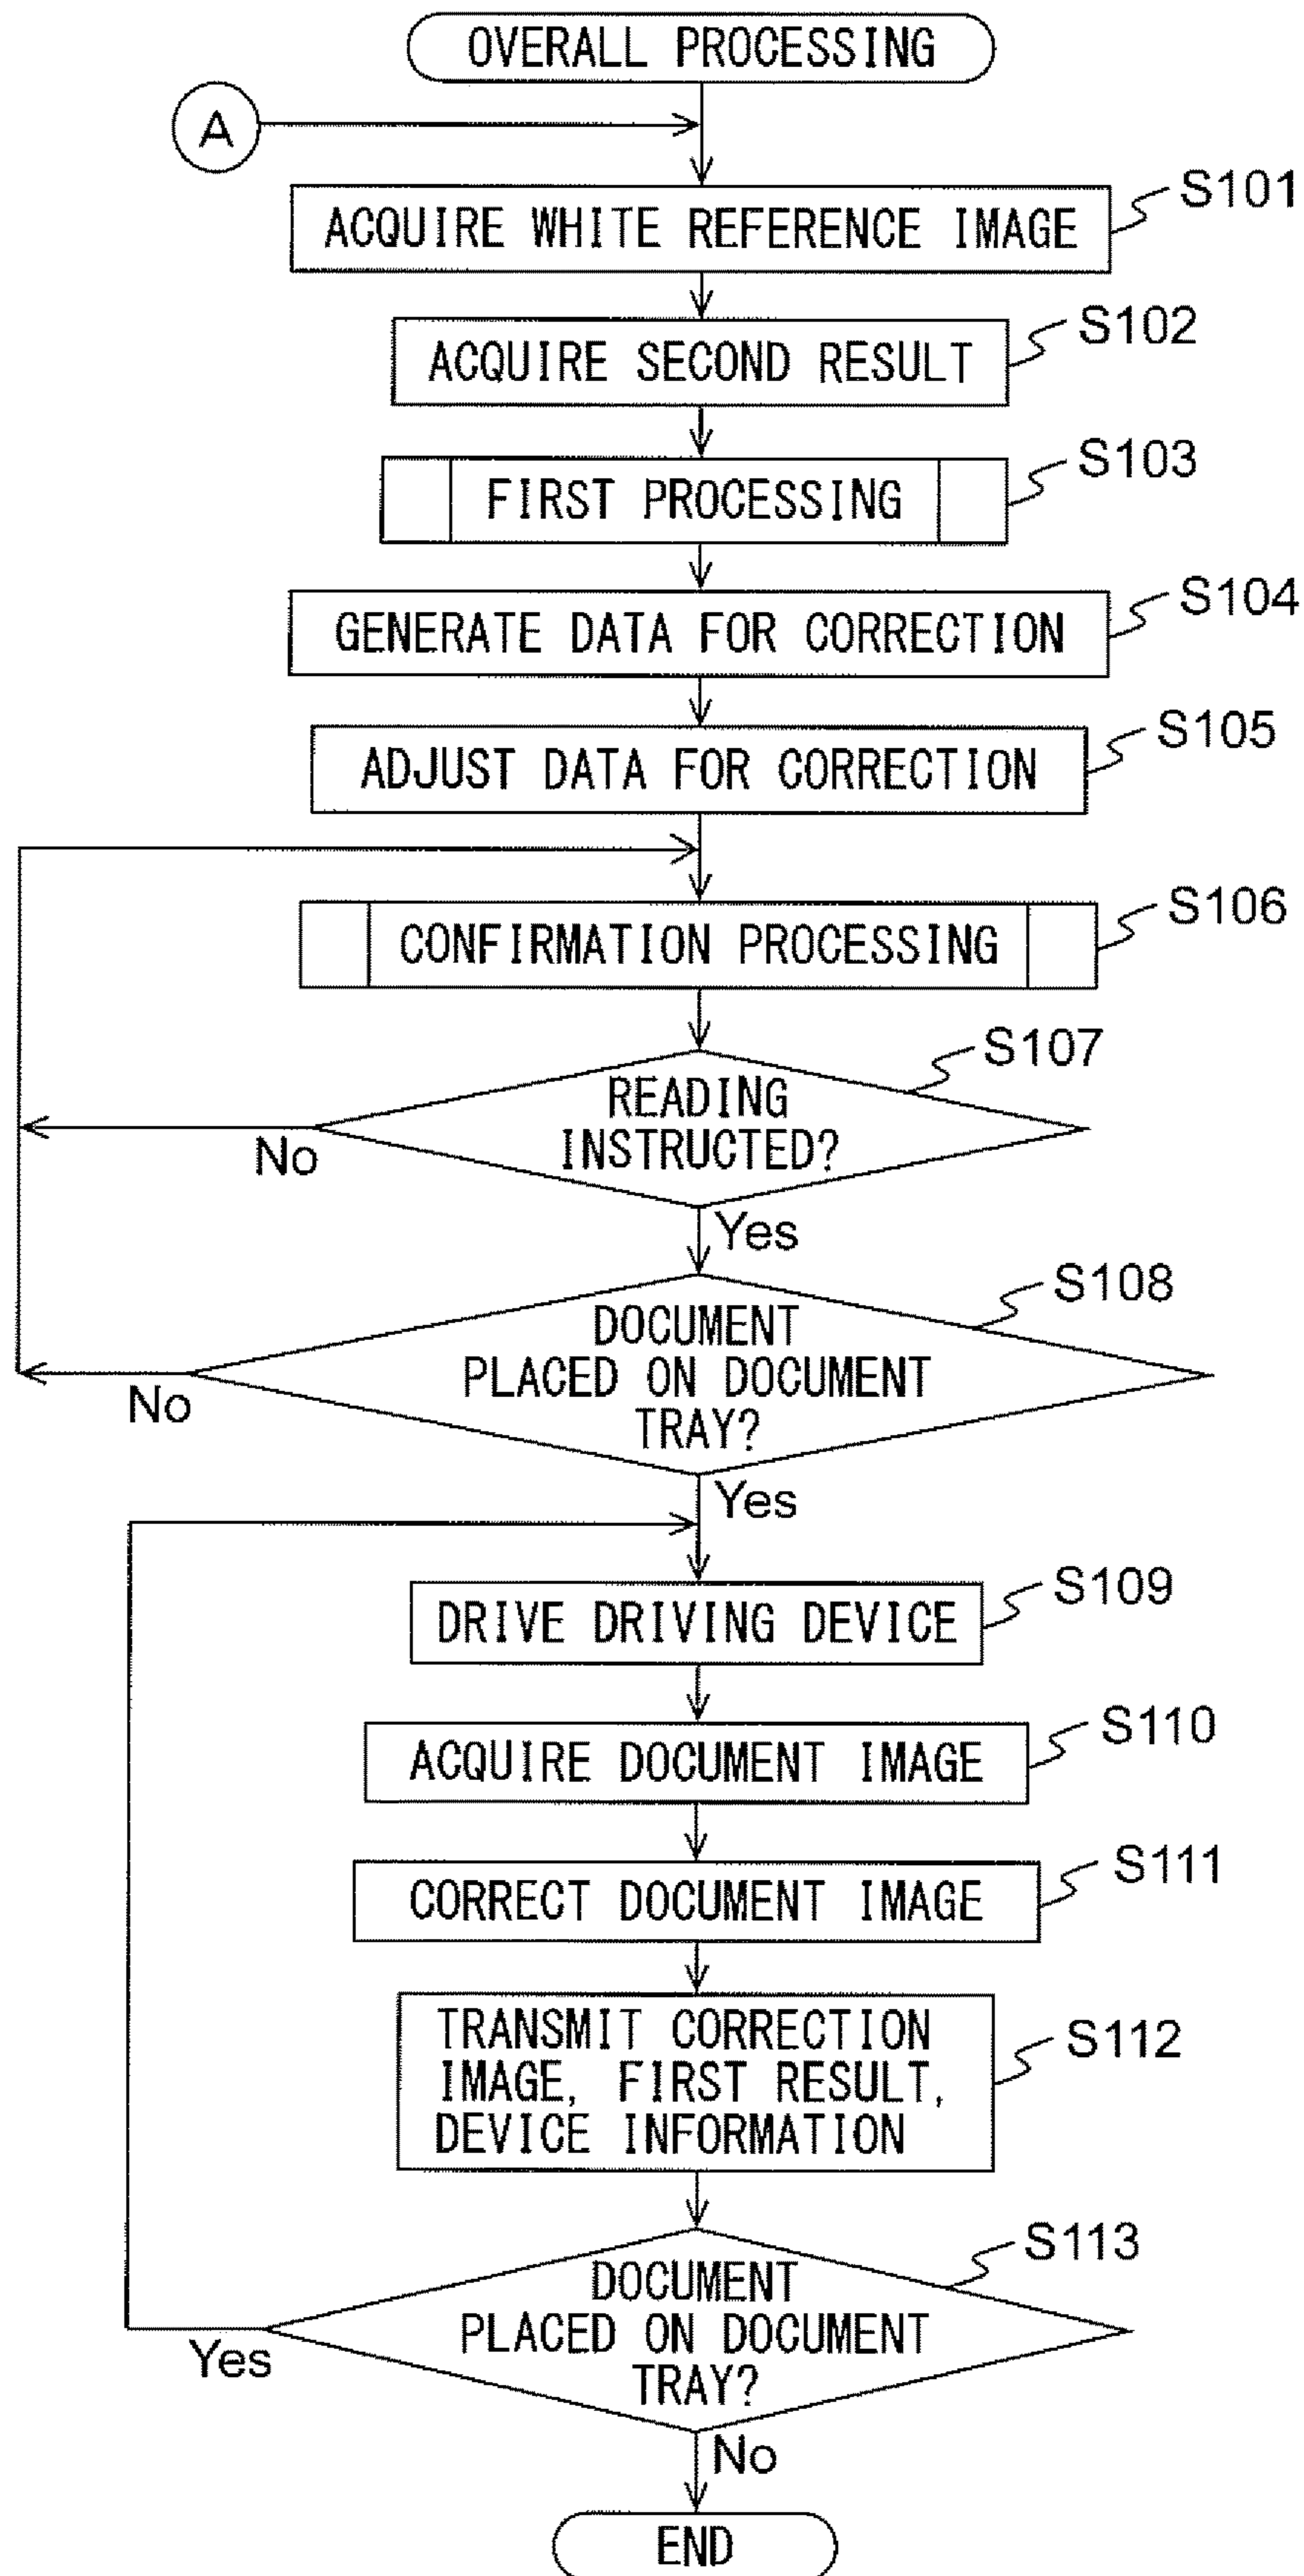 OVERALL PROCESSING
A
S101
ACQUIRE WHITE REFERENCE IMAGE
S102
ACQUIRE SECOND RESULT
S103
FIRST PROCESSING
S104
GENERATE DATA FOR CORRECTION
S105
ADJUST DATA FOR CORRECTION
S106
CONFIRMATION PROCESSING
S107
READING
INSTRUCTED?
No
Yes
S108
DOCUMENT
PLACED ON DOCUMENT
TRAY?
No
Yes
S109
DRIVE DRIVING DEVICE
S110
ACQUIRE DOCUMENT IMAGE
S111
CORRECT DOCUMENT IMAGE
S112
TRANSMIT CORRECTION
IMAGE, FIRST RESULT,
DEVICE INFORMATION
S113
DOCUMENT
PLACED ON DOCUMENT
TRAY?
Yes
No
END